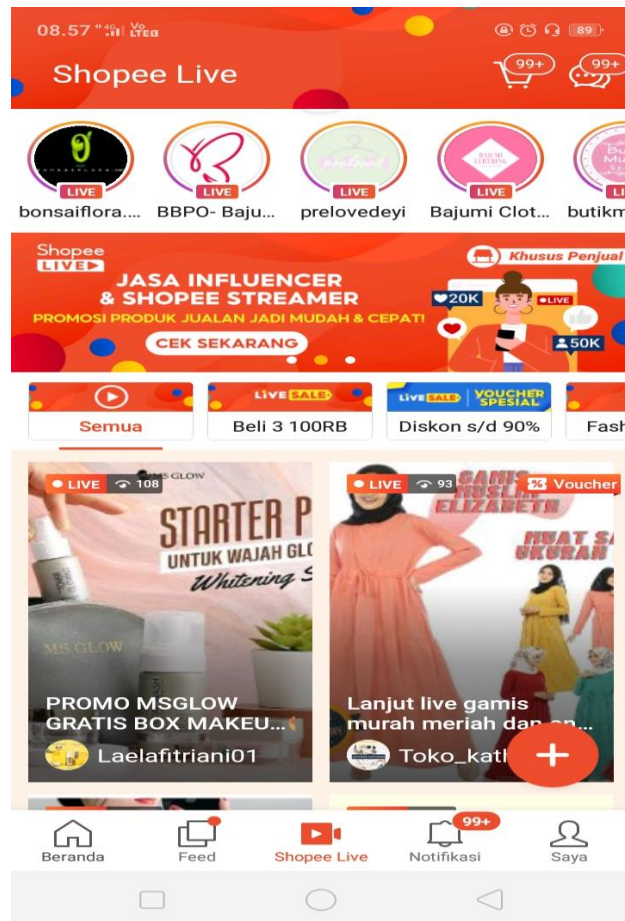 08.57
89
Shopee Live
99+
99+
LIVE
LIVE
LIVE
LIVE
bonsaiflora....
BBPO- Baju...
prelovedeyi
Bajumi Clot...
butikm
Shopee
LIVE
Khusus Penjual
JASA INFLUENCER
& SHOPEE STREAMER
PROMOSI PRODUK JUALAN JADI MUDAH & CEPAT!
CEK SEKARANG
20K
LIVE
50K
LIVE SALE
LIVE SALE VOUCHER SPESIAL
Semua
Beli 3 100RB
Diskon s/d 90%
Fash
LIVE 108
MS GLOW
STARTER P
UNTUK WAJAH GL
Whitening S
MS GLOW
PROMO MSGLOW
GRATIS BOX MAKEU...
Laelafitriani01
LIVE 93
Voucher
GAMIS
MUSLIM
ELIZABETH
MUAT SA
UKURAN
Lanjut live gamis
murah meriah dan
Toko_kath
Beranda
Feed
Shopee Live
99+
Notifikasi
Saya